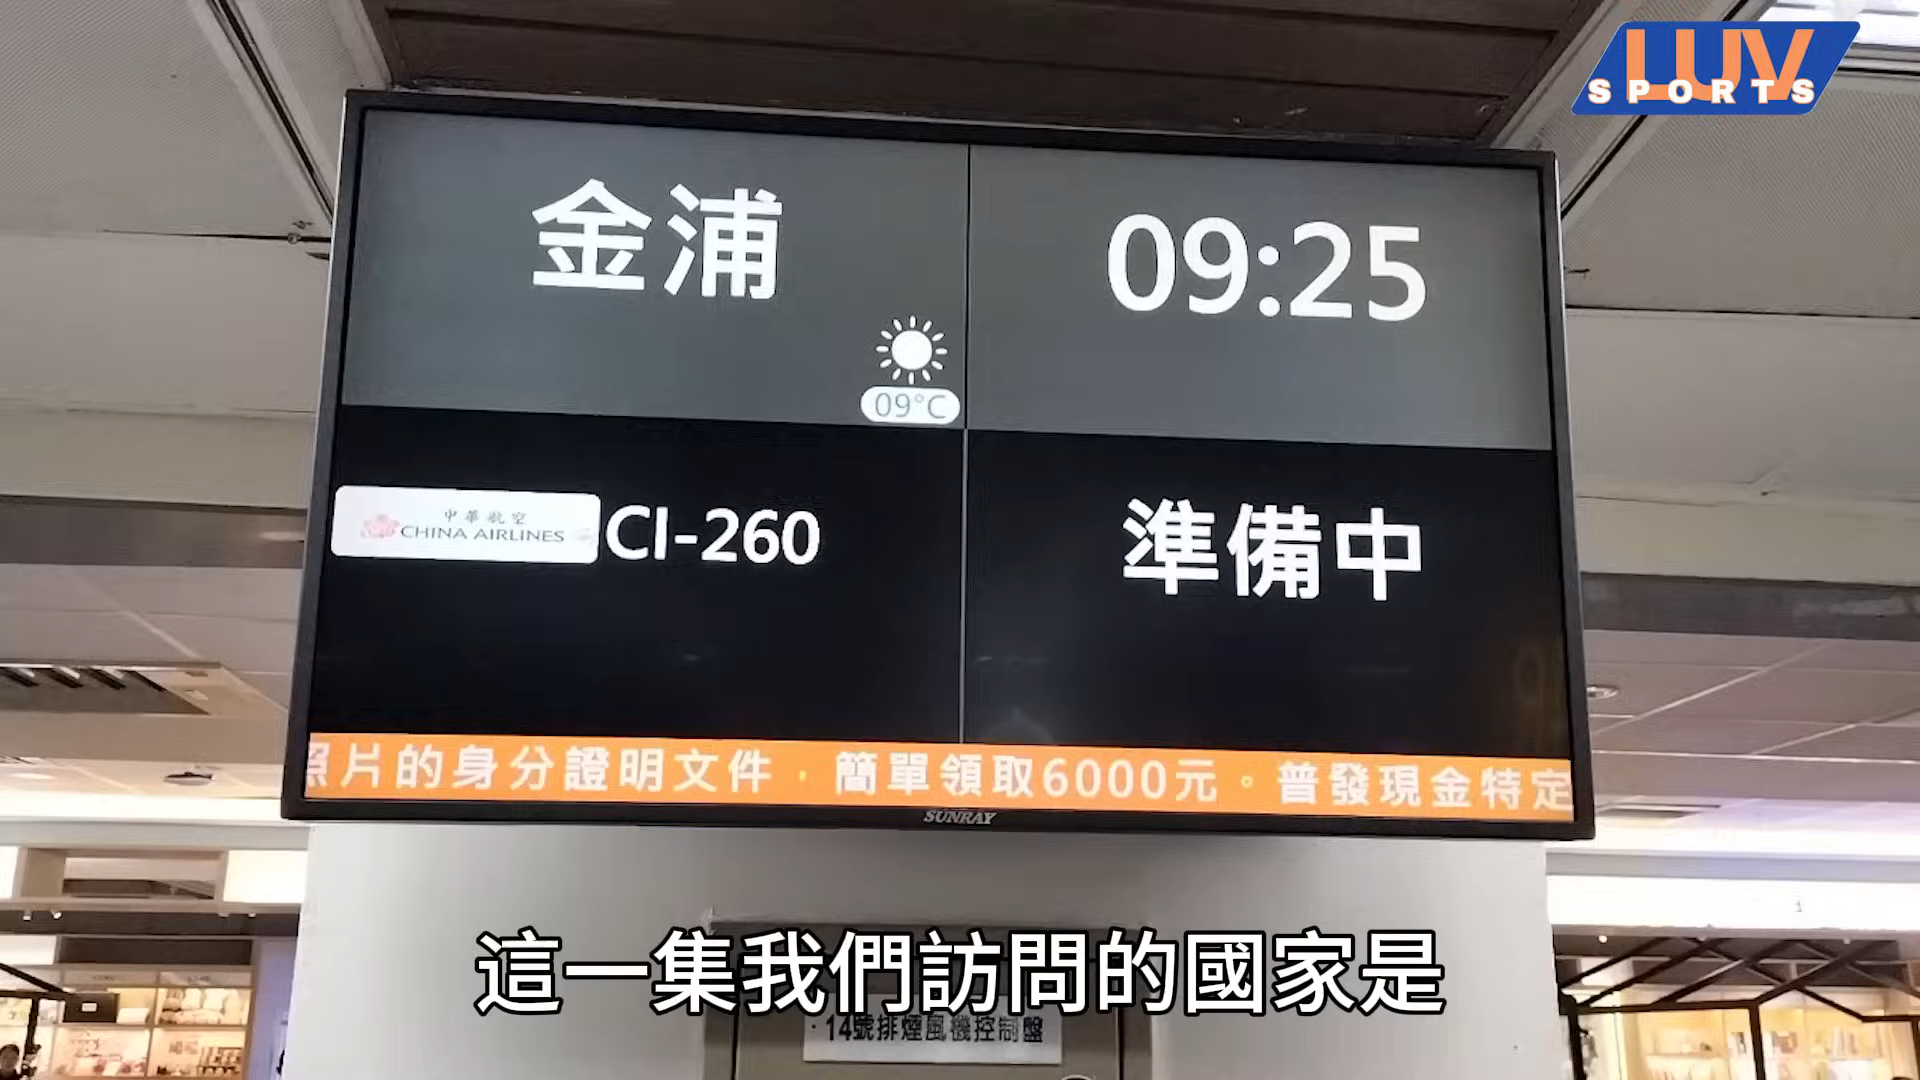 LUV
SPORTS
金浦
09:25
09°C
中華航空
CHINA AIRLINES
CI-260
準備中
照片的身分證明文件，簡單領取6000元。普發現金特定
SUNRAY
這一集我們訪問的國家是
14號排煙風機控制盤